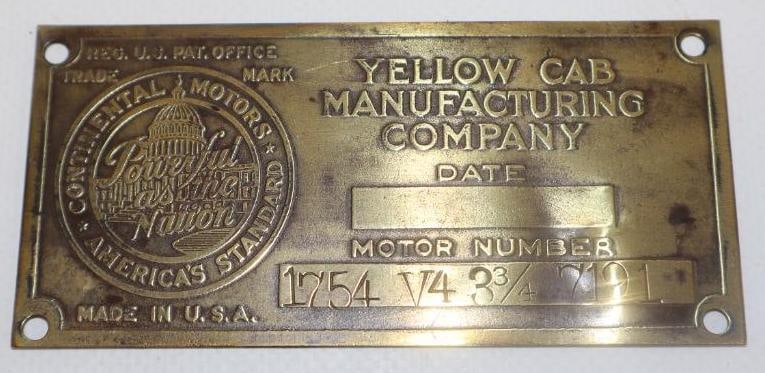 REG. U.S. PAT. OFFICE
TRADE MARK
CONTINENTAL MOTORS
Powerful
as the
Nation
AMERICA'S STANDARD
MADE IN U.S.A.
YELLOW CAB
MANUFACTURING
COMPANY
DATE
MOTOR NUMBER
1754 V4 3¾ 7191